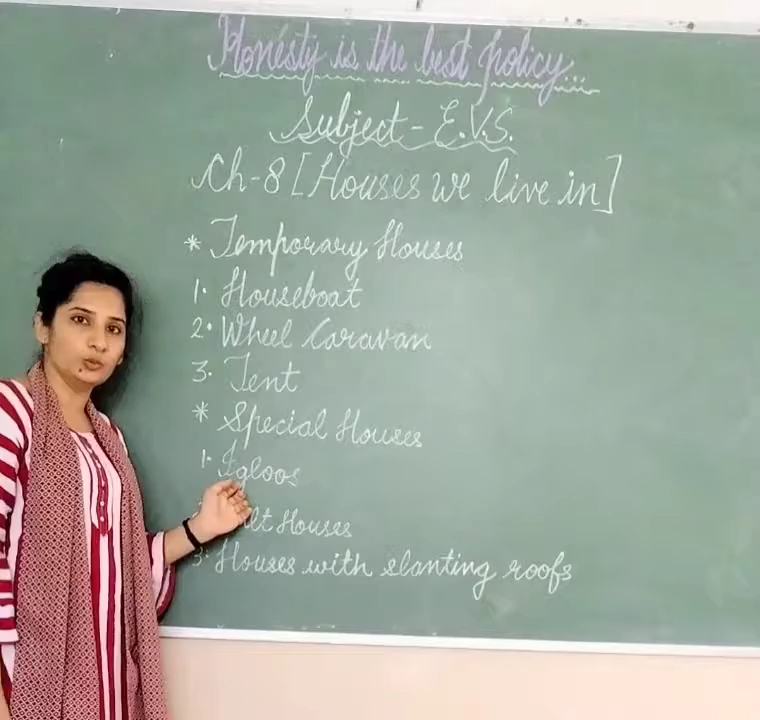 Honesty is the best policy...
Subject - E.V.S.
Ch-8 [Houses we live in]
* Temporary Houses
1. Houseboat
2. Wheel Caravan
3. Tent
* Special Houses
1. Igloos
Houses
3. Houses with slanting roofs